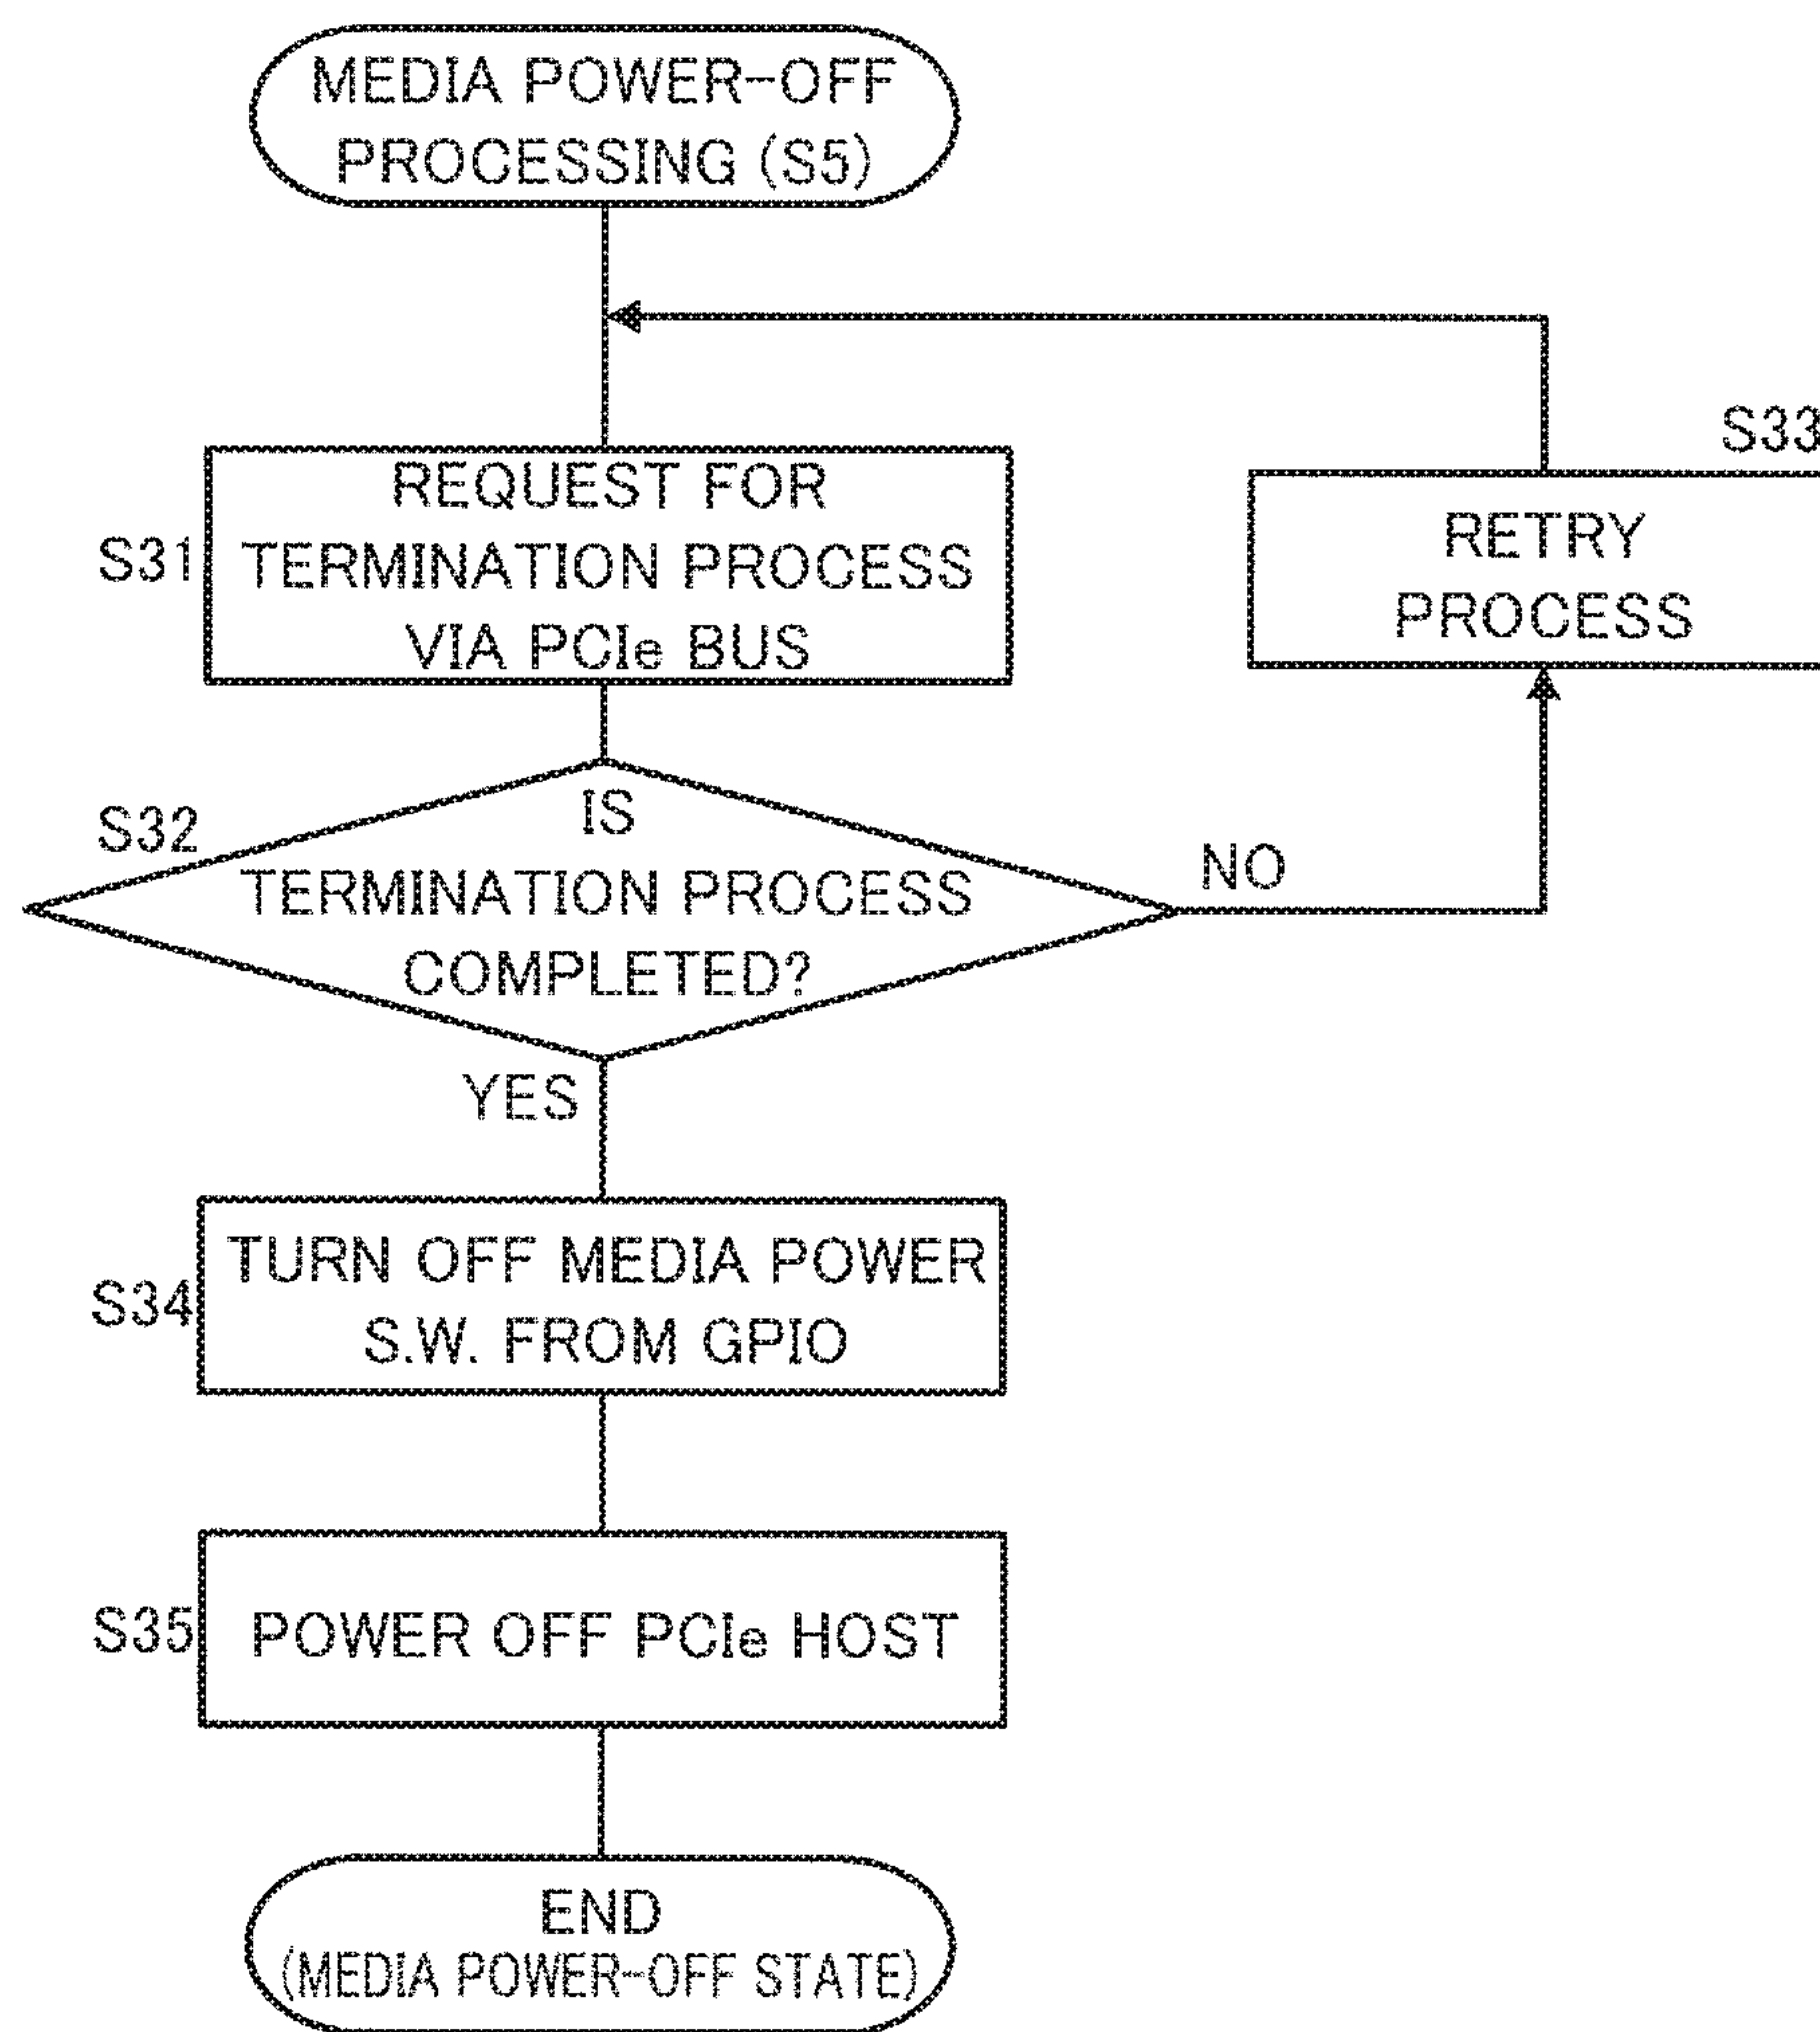 MEDIA POWER-OFF
PROCESSING (S5)
S33
REQUEST FOR
TERMINATION PROCESS
VIA PCIe BUS
S31
RETRY
PROCESS
S32
IS
TERMINATION PROCESS
COMPLETED?
NO
YES
TURN OFF MEDIA POWER
S.W. FROM GPIO
S34
S35
POWER OFF PCIe HOST
END
(MEDIA POWER-OFF STATE)